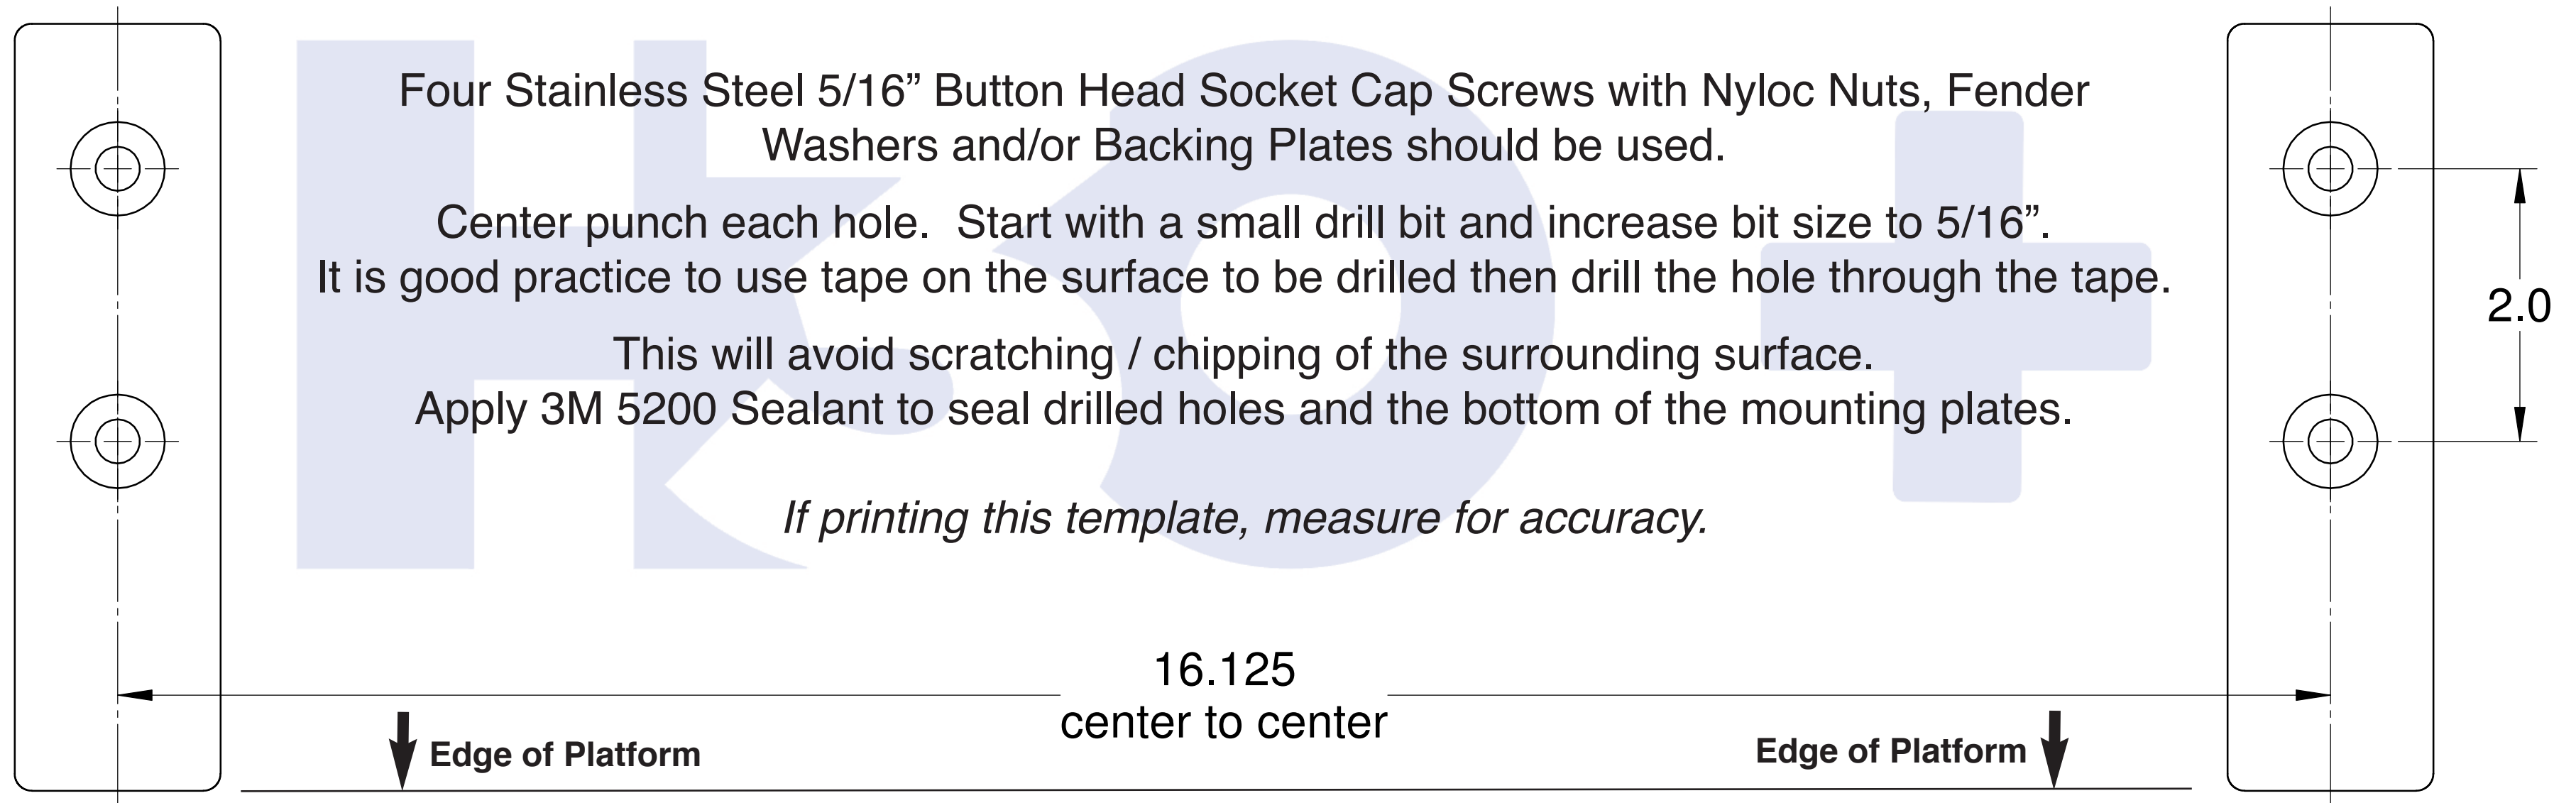 Four Stainless Steel 5/16” Button Head Socket Cap Screws with Nyloc Nuts, Fender
Washers and/or Backing Plates should be used.
Center punch each hole.  Start with a small drill bit and increase bit size to 5/16”.
It is good practice to use tape on the surface to be drilled then drill the hole through the tape.
2.0
This will avoid scratching / chipping of the surrounding surface.
Apply 3M 5200 Sealant to seal drilled holes and the bottom of the mounting plates.
If printing this template, measure for accuracy.
16.125
center to center
Edge of Platform
Edge of Platform